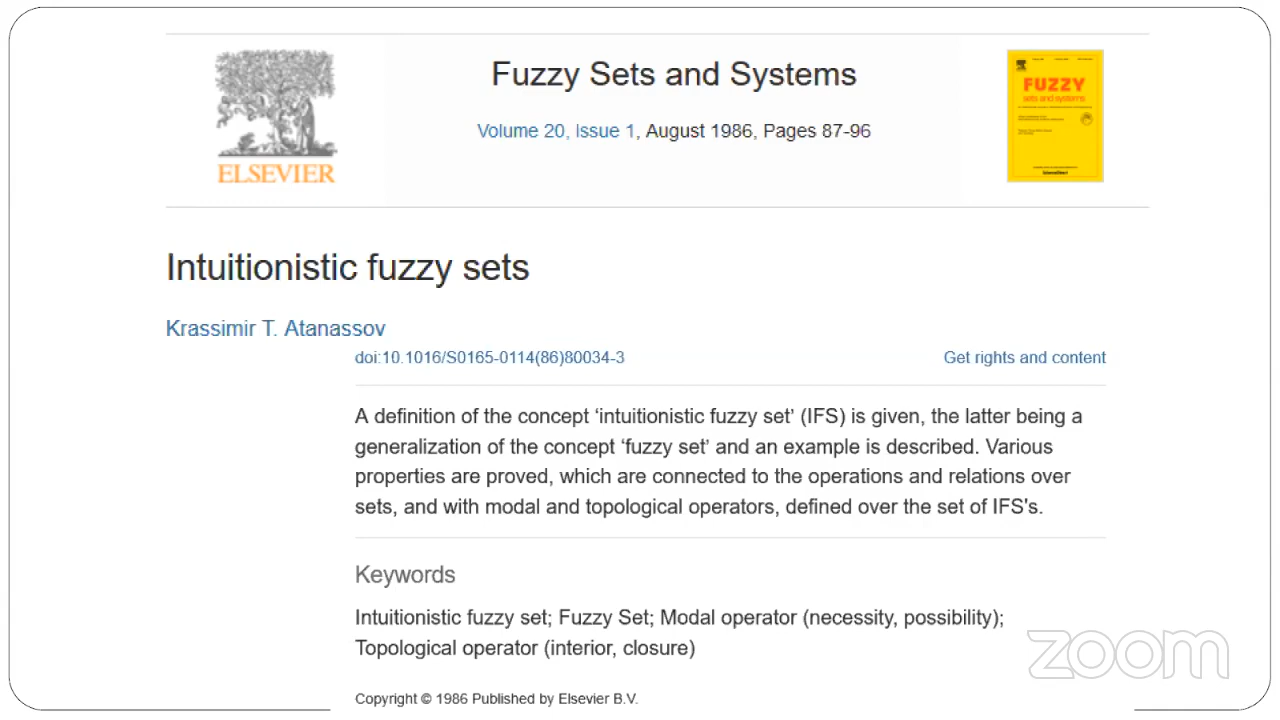 Fuzzy Sets and Systems
Volume 20, Issue 1, August 1986, Pages 87-96
ELSEVIER
FUZZY
sets and systems
Intuitionistic fuzzy sets
Krassimir T. Atanassov
doi:10.1016/S0165-0114(86)80034-3
Get rights and content
A definition of the concept ‘intuitionistic fuzzy set’ (IFS) is given, the latter being a
generalization of the concept ‘fuzzy set’ and an example is described. Various
properties are proved, which are connected to the operations and relations over
sets, and with modal and topological operators, defined over the set of IFS's.
Keywords
Intuitionistic fuzzy set; Fuzzy Set; Modal operator (necessity, possibility);
Topological operator (interior, closure)
zoom
Copyright © 1986 Published by Elsevier B.V.